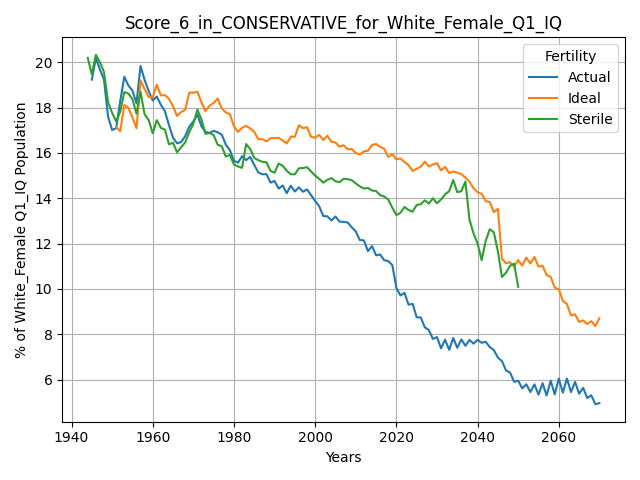 Score_6_in_CONSERVATIVE_for_White_Female_Q1_IQ
% of White_Female Q1_IQ Population
20
18
16
14
12
10
8
6
Fertility
Actual
Ideal
Sterile
1940
1960
1980
2000
2020
2040
2060
Years